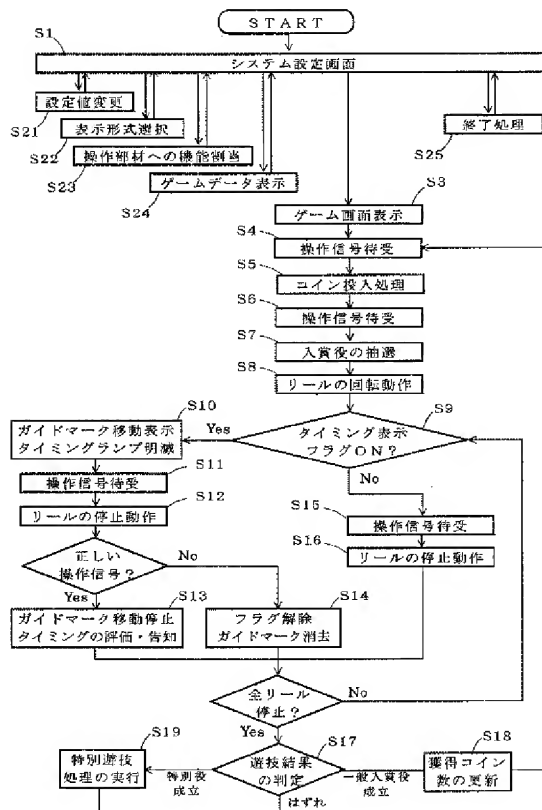 START
S1
システム設定画面
設定値変更
S21
表示形式選択
S22
操作部材への機能割当
S23
ゲームデータ表示
S24
終了処理
S25
S3
ゲーム画面表示
S4
操作信号待受
S5
コイン投入処理
S6
操作信号待受
S7
入賞役の抽選
S8
リールの回転動作
S9
タイミング表示
フラグON?
Yes
No
S10
ガイドマーク移動表示
タイミングランプ明滅
S11
操作信号待受
S12
リールの停止動作
S15
操作信号待受
S16
リールの停止動作
正しい
操作信号?
No
Yes
S13
ガイドマーク移動停止
タイミングの評価・告知
S14
フラグ解除
ガイドマーク消去
全リール
停止?
No
Yes
S17
遊技結果
の判定
S19
特別遊技
処理の実行
特別役
成立
一般入賞役
成立
S18
獲得コイン
数の更新
はずれ